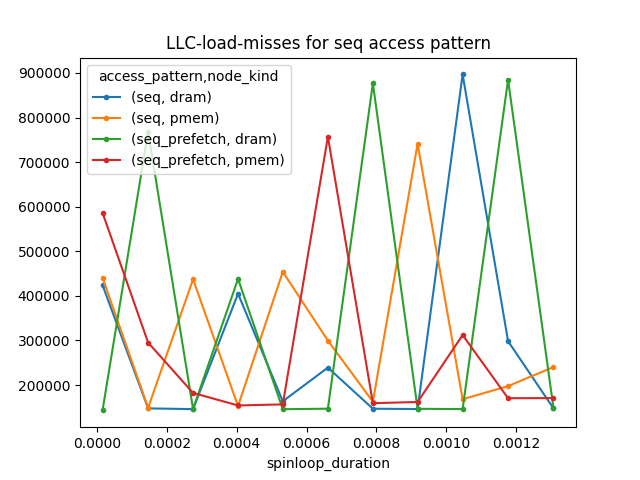 LLC-load-misses for seq access pattern
access_pattern,node_kind
(seq, dram)
(seq, pmem)
(seq_prefetch, dram)
(seq_prefetch, pmem)
900000
800000
700000
600000
500000
400000
300000
200000
0.0000 0.0002 0.0004 0.0006 0.0008 0.0010 0.0012
spinloop_duration